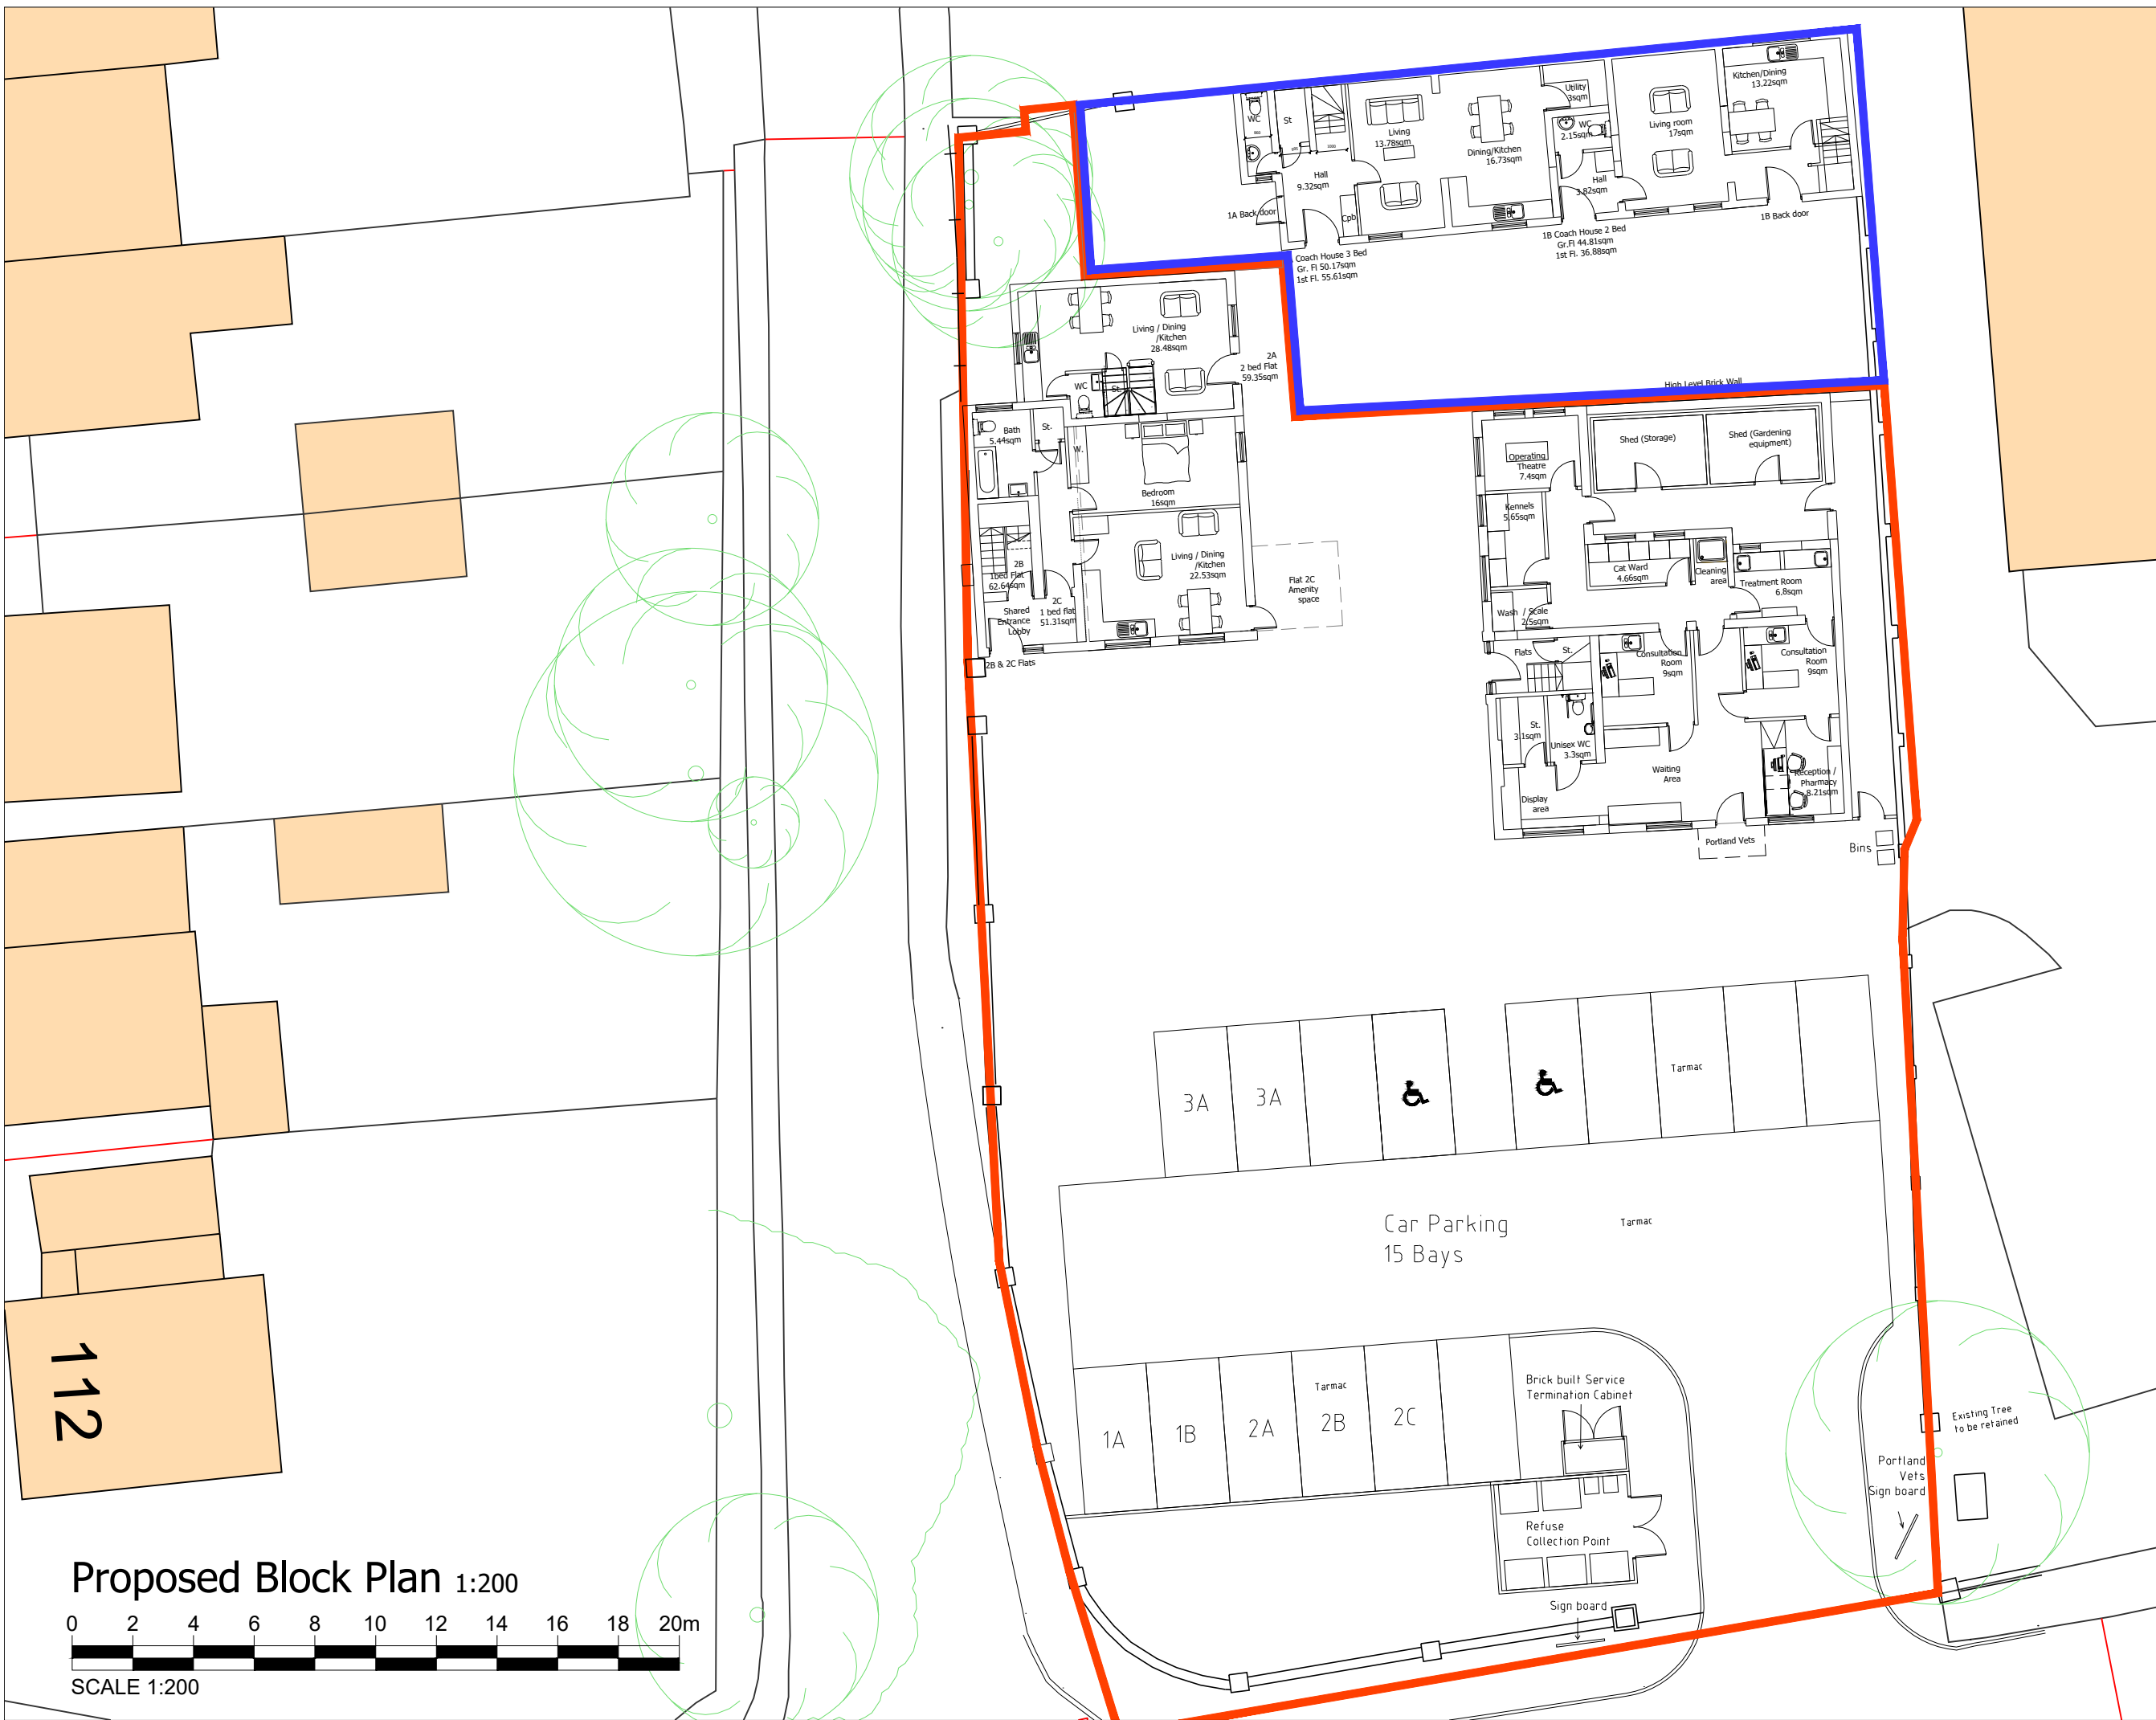 Kitchen/Dining
13.22sqm
Utility
3sqm
WC
St
Living
13.78sqm
Dining/Kitchen
16.73sqm
WC
2.15sqm
Living room
17sqm
Hall
9.32sqm
Hall
3.82sqm
1A Back door
Cpb
1B Back door
1B Coach House 2 Bed
Gr.Fl 44.81sqm
1st Fl. 36.88sqm
Coach House 3 Bed
Gr. Fl 50.17sqm
1st Fl. 55.61sqm
Living / Dining
/Kitchen
28.48sqm
2A
2 bed Flat
59.35sqm
WC
St.
High Level Brick Wall
Bath
5.44sqm
St.
W.
Bedroom
16sqm
Living / Dining
/Kitchen
22.53sqm
2B
1bed Flat
62.64sqm
2C
1 bed flat
51.31sqm
Shared
Entrance
Lobby
2B & 2C Flats
Flat 2C
Amenity
space
Operating
Theatre
7.4sqm
Shed (Storage)
Shed (Gardening
equipment)
Kennels
5.65sqm
Cat Ward
4.66sqm
Cleaning
area
Treatment Room
6.8sqm
Wash / Scale
2.5sqm
Flats
St.
Consultation
Room
9sqm
Consultation
Room
9sqm
St.
3.1sqm
Unisex WC
3.3sqm
Waiting
Area
Reception /
Pharmacy
8.21sqm
Display
area
Portland Vets
Bins
3A
3A
Tarmac
Car Parking
15 Bays
Tarmac
1A
1B
2A
Tarmac
2B
2C
Brick built Service
Termination Cabinet
Refuse
Collection Point
Sign board
Existing Tree
to be retained
Portland
Vets
Sign board
112
Proposed Block Plan 1:200
0 2 4 6 8 10 12 14 16 18 20m
SCALE 1:200